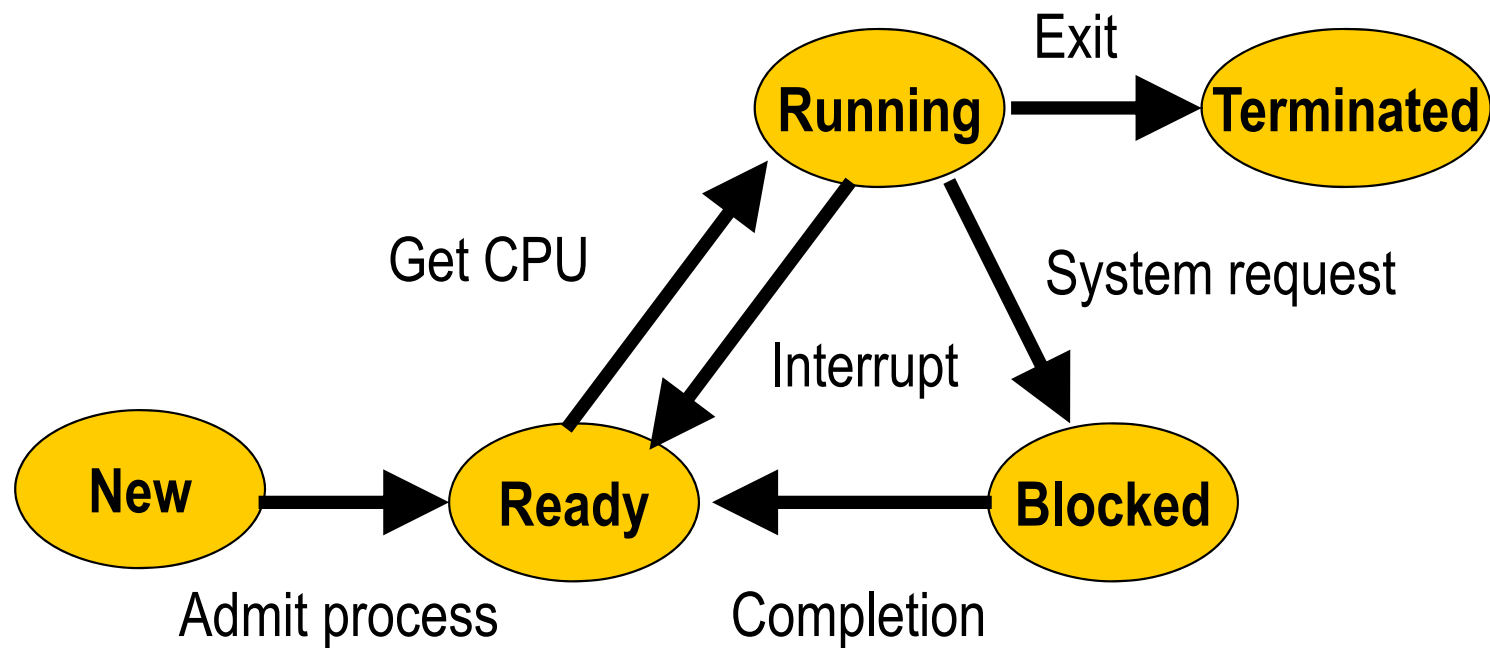 Exit
Running
Terminated
Get CPU
System request
Interrupt
New
Ready
Blocked
Admit process
Completion